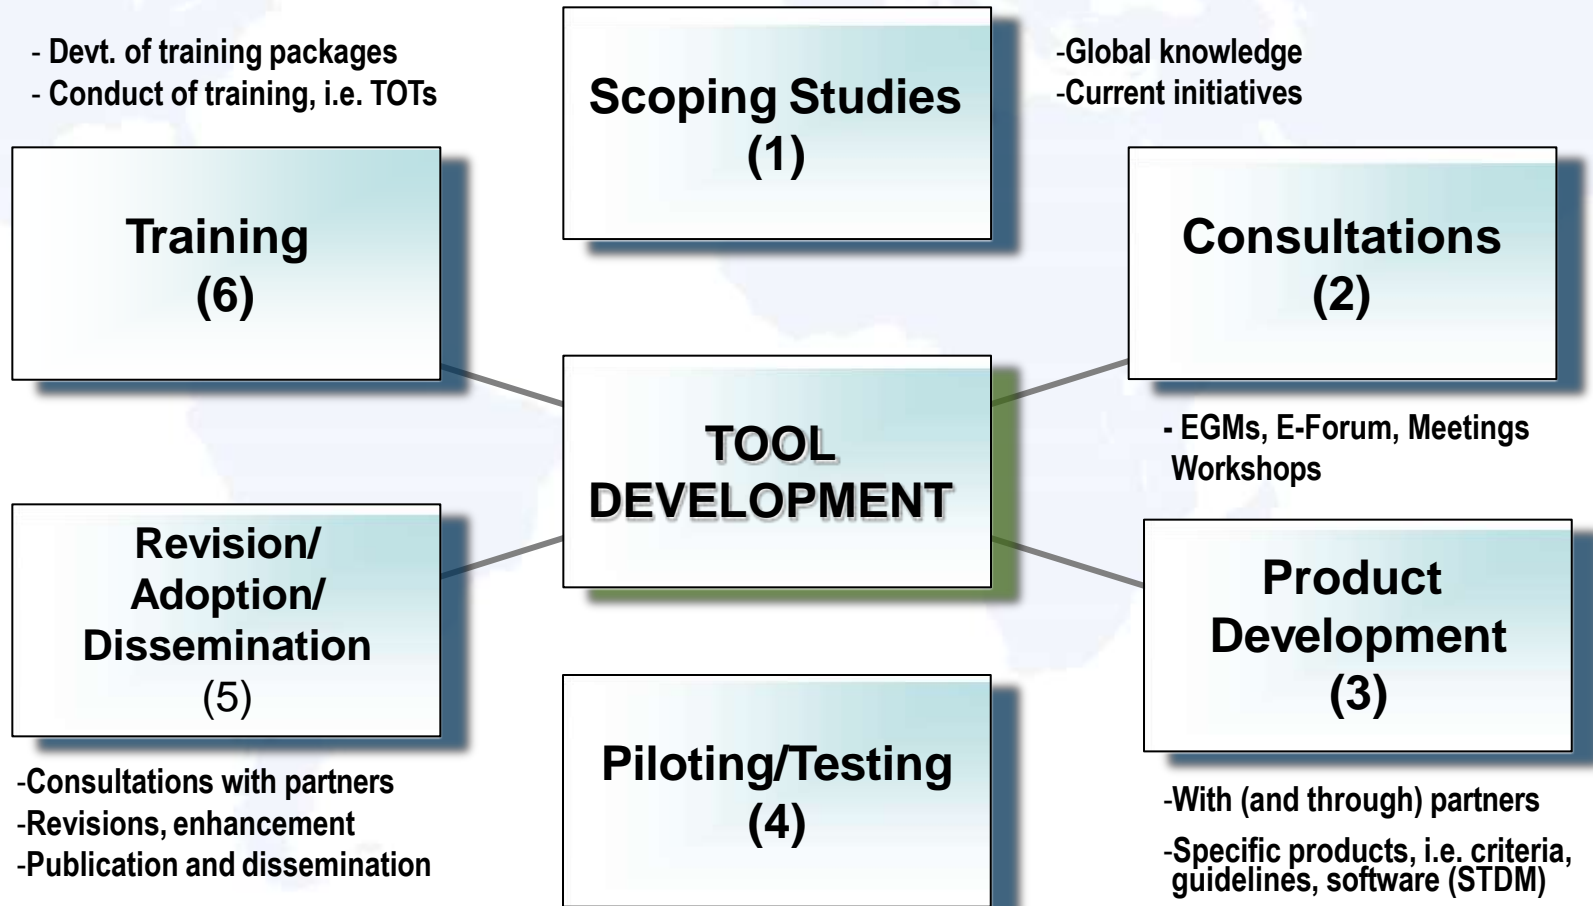 - Devt. of training packages
- Conduct of training, i.e. TOTs
Scoping Studies
(1)
-Global knowledge
-Current initiatives
Training
(6)
Consultations
(2)
- EGMs, E-Forum, Meetings
Workshops
TOOL
DEVELOPMENT
Revision/
Adoption/
Dissemination
(5)
-Consultations with partners
-Revisions, enhancement
-Publication and dissemination
Piloting/Testing
(4)
Product
Development
(3)
-With (and through) partners
-Specific products, i.e. criteria,
guidelines, software (STDM)